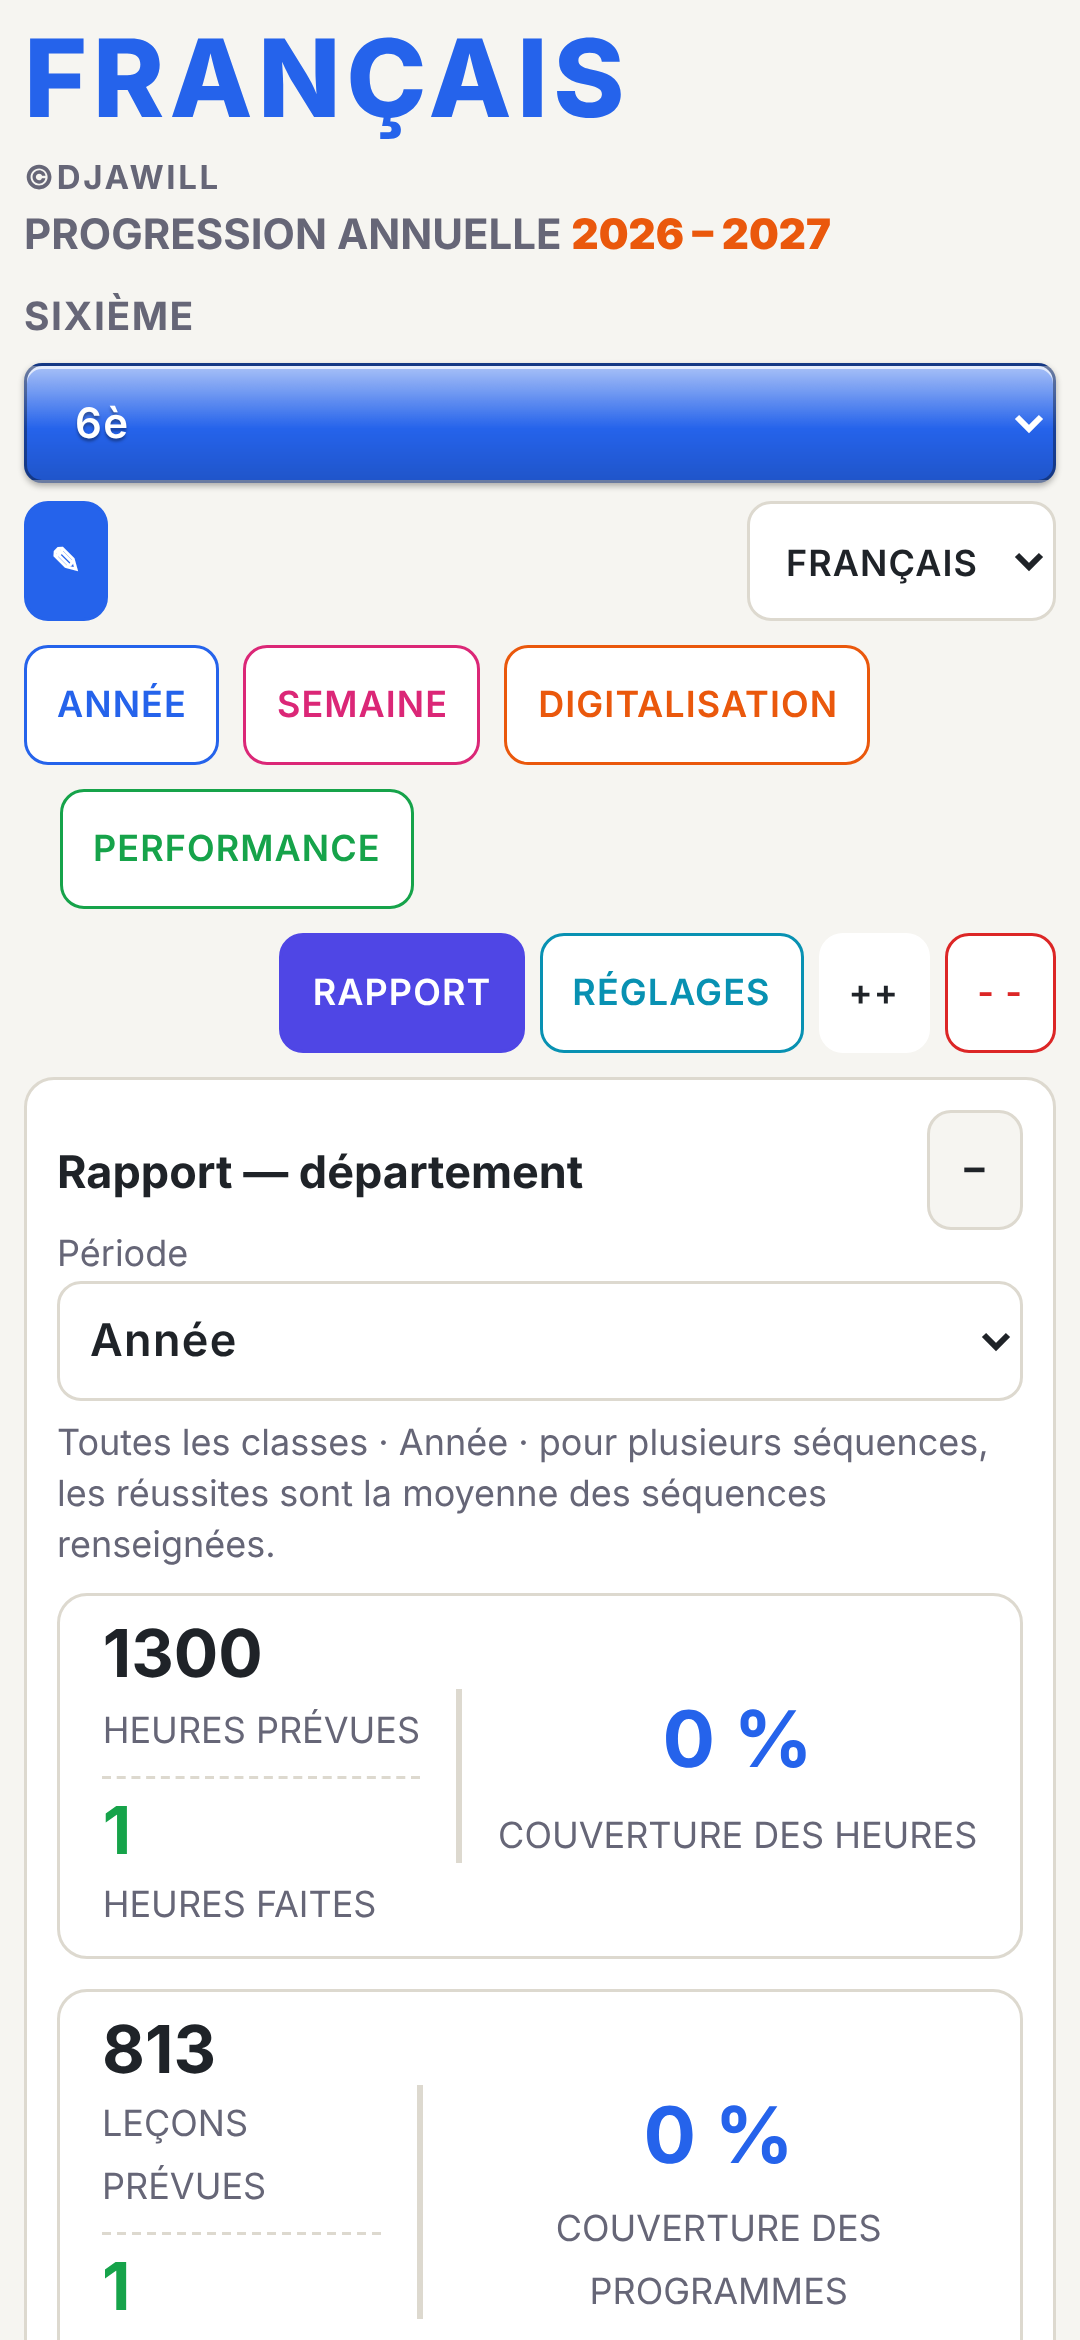 FRANÇAIS
©DJAWILL
PROGRESSION ANNUELLE 2026 – 2027
SIXIÈME
6è
✎
FRANÇAIS
ANNÉE
SEMAINE
DIGITALISATION
PERFORMANCE
RAPPORT
RÉGLAGES
++
- -
Rapport — département
–
Période
Année
Toutes les classes · Année · pour plusieurs séquences,
les réussites sont la moyenne des séquences
renseignées.
1300
HEURES PRÉVUES
1
HEURES FAITES
0 %
COUVERTURE DES HEURES
813
LEÇONS
PRÉVUES
1
0 %
COUVERTURE DES
PROGRAMMES